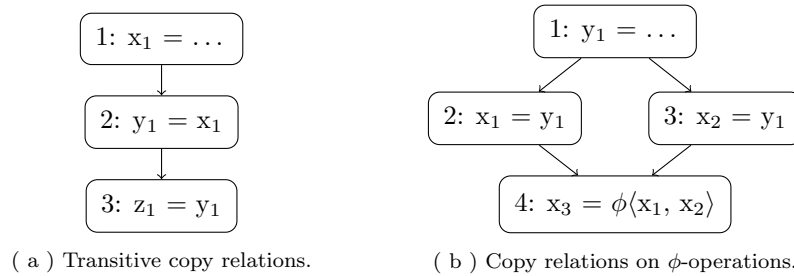 1: x₁ = …
2: y₁ = x₁
3: z₁ = y₁
( a ) Transitive copy relations.
1: y₁ = …
2: x₁ = y₁
3: x₂ = y₁
4: x₃ = ϕ⟨x₁, x₂⟩
( b ) Copy relations on ϕ-operations.